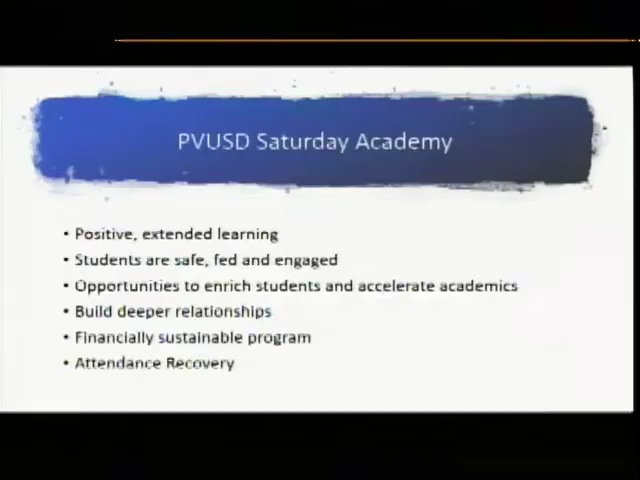 PVUSD Saturday Academy
• Positive, extended learning
• Students are safe, fed and engaged
• Opportunities to enrich students and accelerate academics
• Build deeper relationships
• Financially sustainable program
• Attendance Recovery